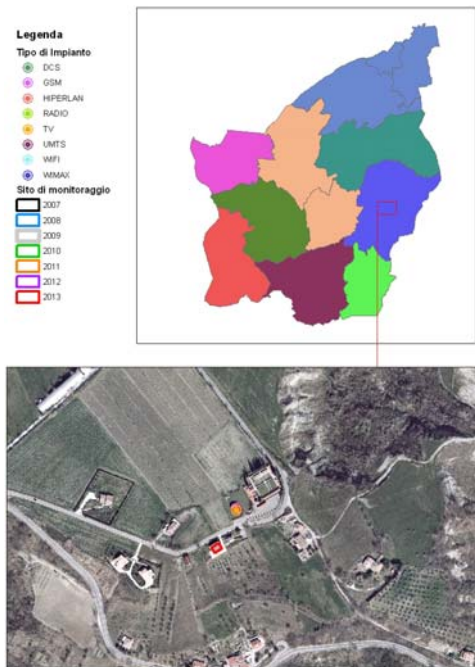 Legenda
Tipo di Impianto
DCS
GSM
HIPERLAN
RADIO
TV
UMTS
WIFI
WIMAX
Sito di monitoraggio
2007
2008
2009
2010
2011
2012
2013